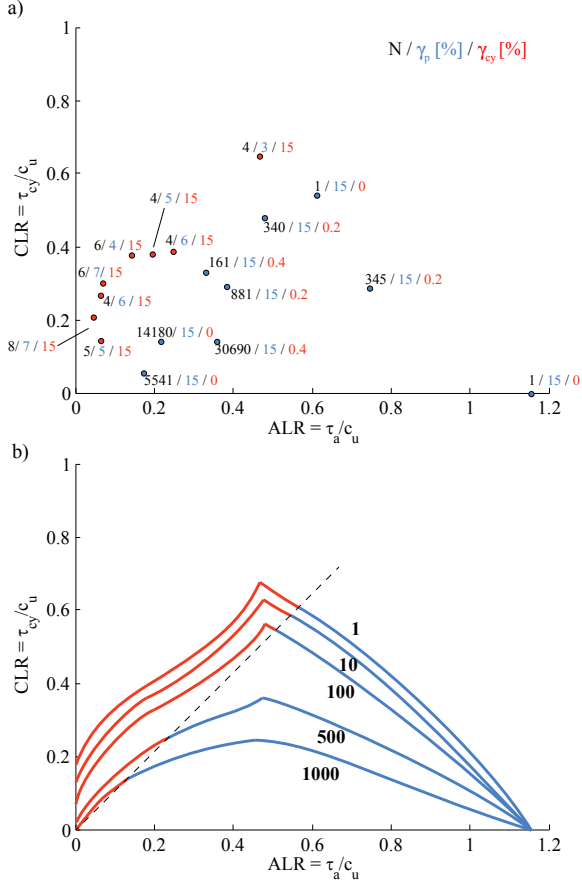 a)
1
N / γp [%] / γcy [%]
0.8
4 / 3 / 15
0.6
1 / 15 / 0
4 / 5 / 15
340 / 15 / 0.2
CLR = τcy/cu
0.4
6 / 4 / 15
4 / 6 / 15
161 / 15 / 0.4
6 / 7 / 15
881 / 15 / 0.2
345 / 15 / 0.2
4 / 6 / 15
0.2
8/ 7 / 15
5/ 5 / 15
14180/ 15 / 0
30690 / 15 / 0.4
5541 / 15 / 0
1 / 15 / 0
0
0 0.2 0.4 0.6 0.8 1 1.2
ALR = τa/cu
b)
1
0.8
0.6
CLR = τcy/cu
0.4
0.2
0
1
10
100
500
1000
0 0.2 0.4 0.6 0.8 1 1.2
ALR = τa/cu